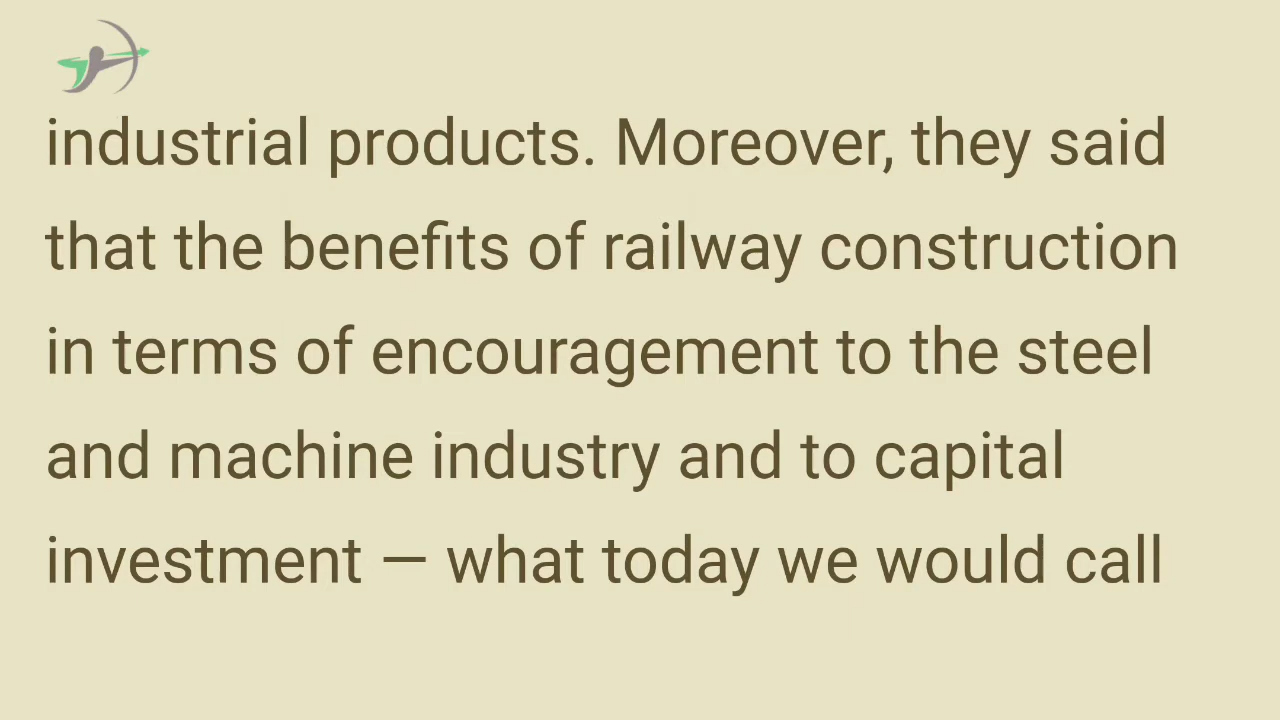 industrial products. Moreover, they said
that the benefits of railway construction
in terms of encouragement to the steel
and machine industry and to capital
investment — what today we would call